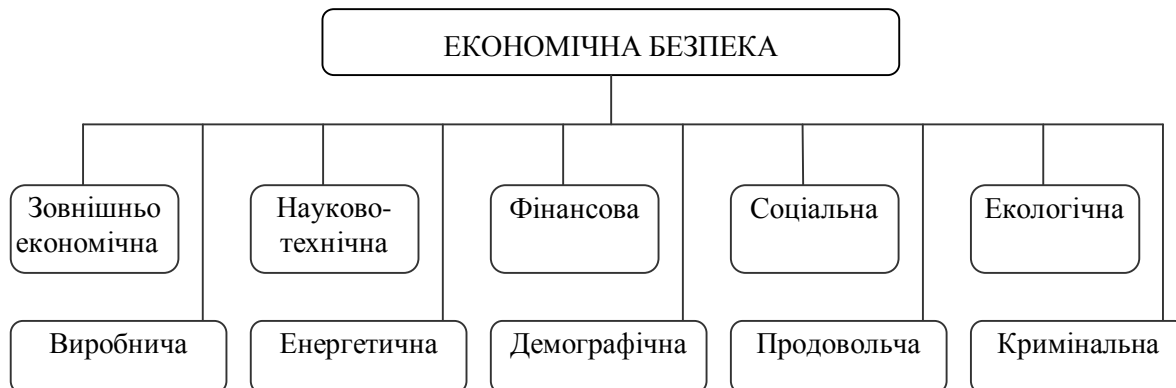 ЕКОНОМІЧНА БЕЗПЕКА
Зовнішньо
економічна
Науково-
технічна
Фінансова
Соціальна
Екологічна
Виробнича
Енергетична
Демографічна
Продовольча
Кримінальна